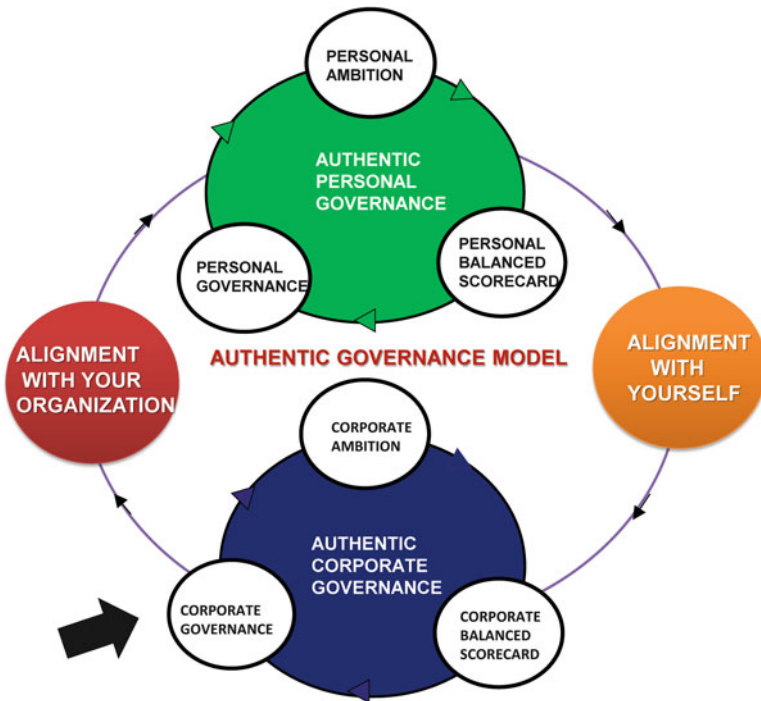 PERSONAL
AMBITION
AUTHENTIC
PERSONAL
GOVERNANCE
PERSONAL
GOVERNANCE
PERSONAL
BALANCED
SCORECARD
ALIGNMENT
WITH YOUR
ORGANIZATION
AUTHENTIC GOVERNANCE MODEL
ALIGNMENT
WITH
YOURSELF
CORPORATE
AMBITION
AUTHENTIC
CORPORATE
GOVERNANCE
CORPORATE
GOVERNANCE
CORPORATE
BALANCED
SCORECARD